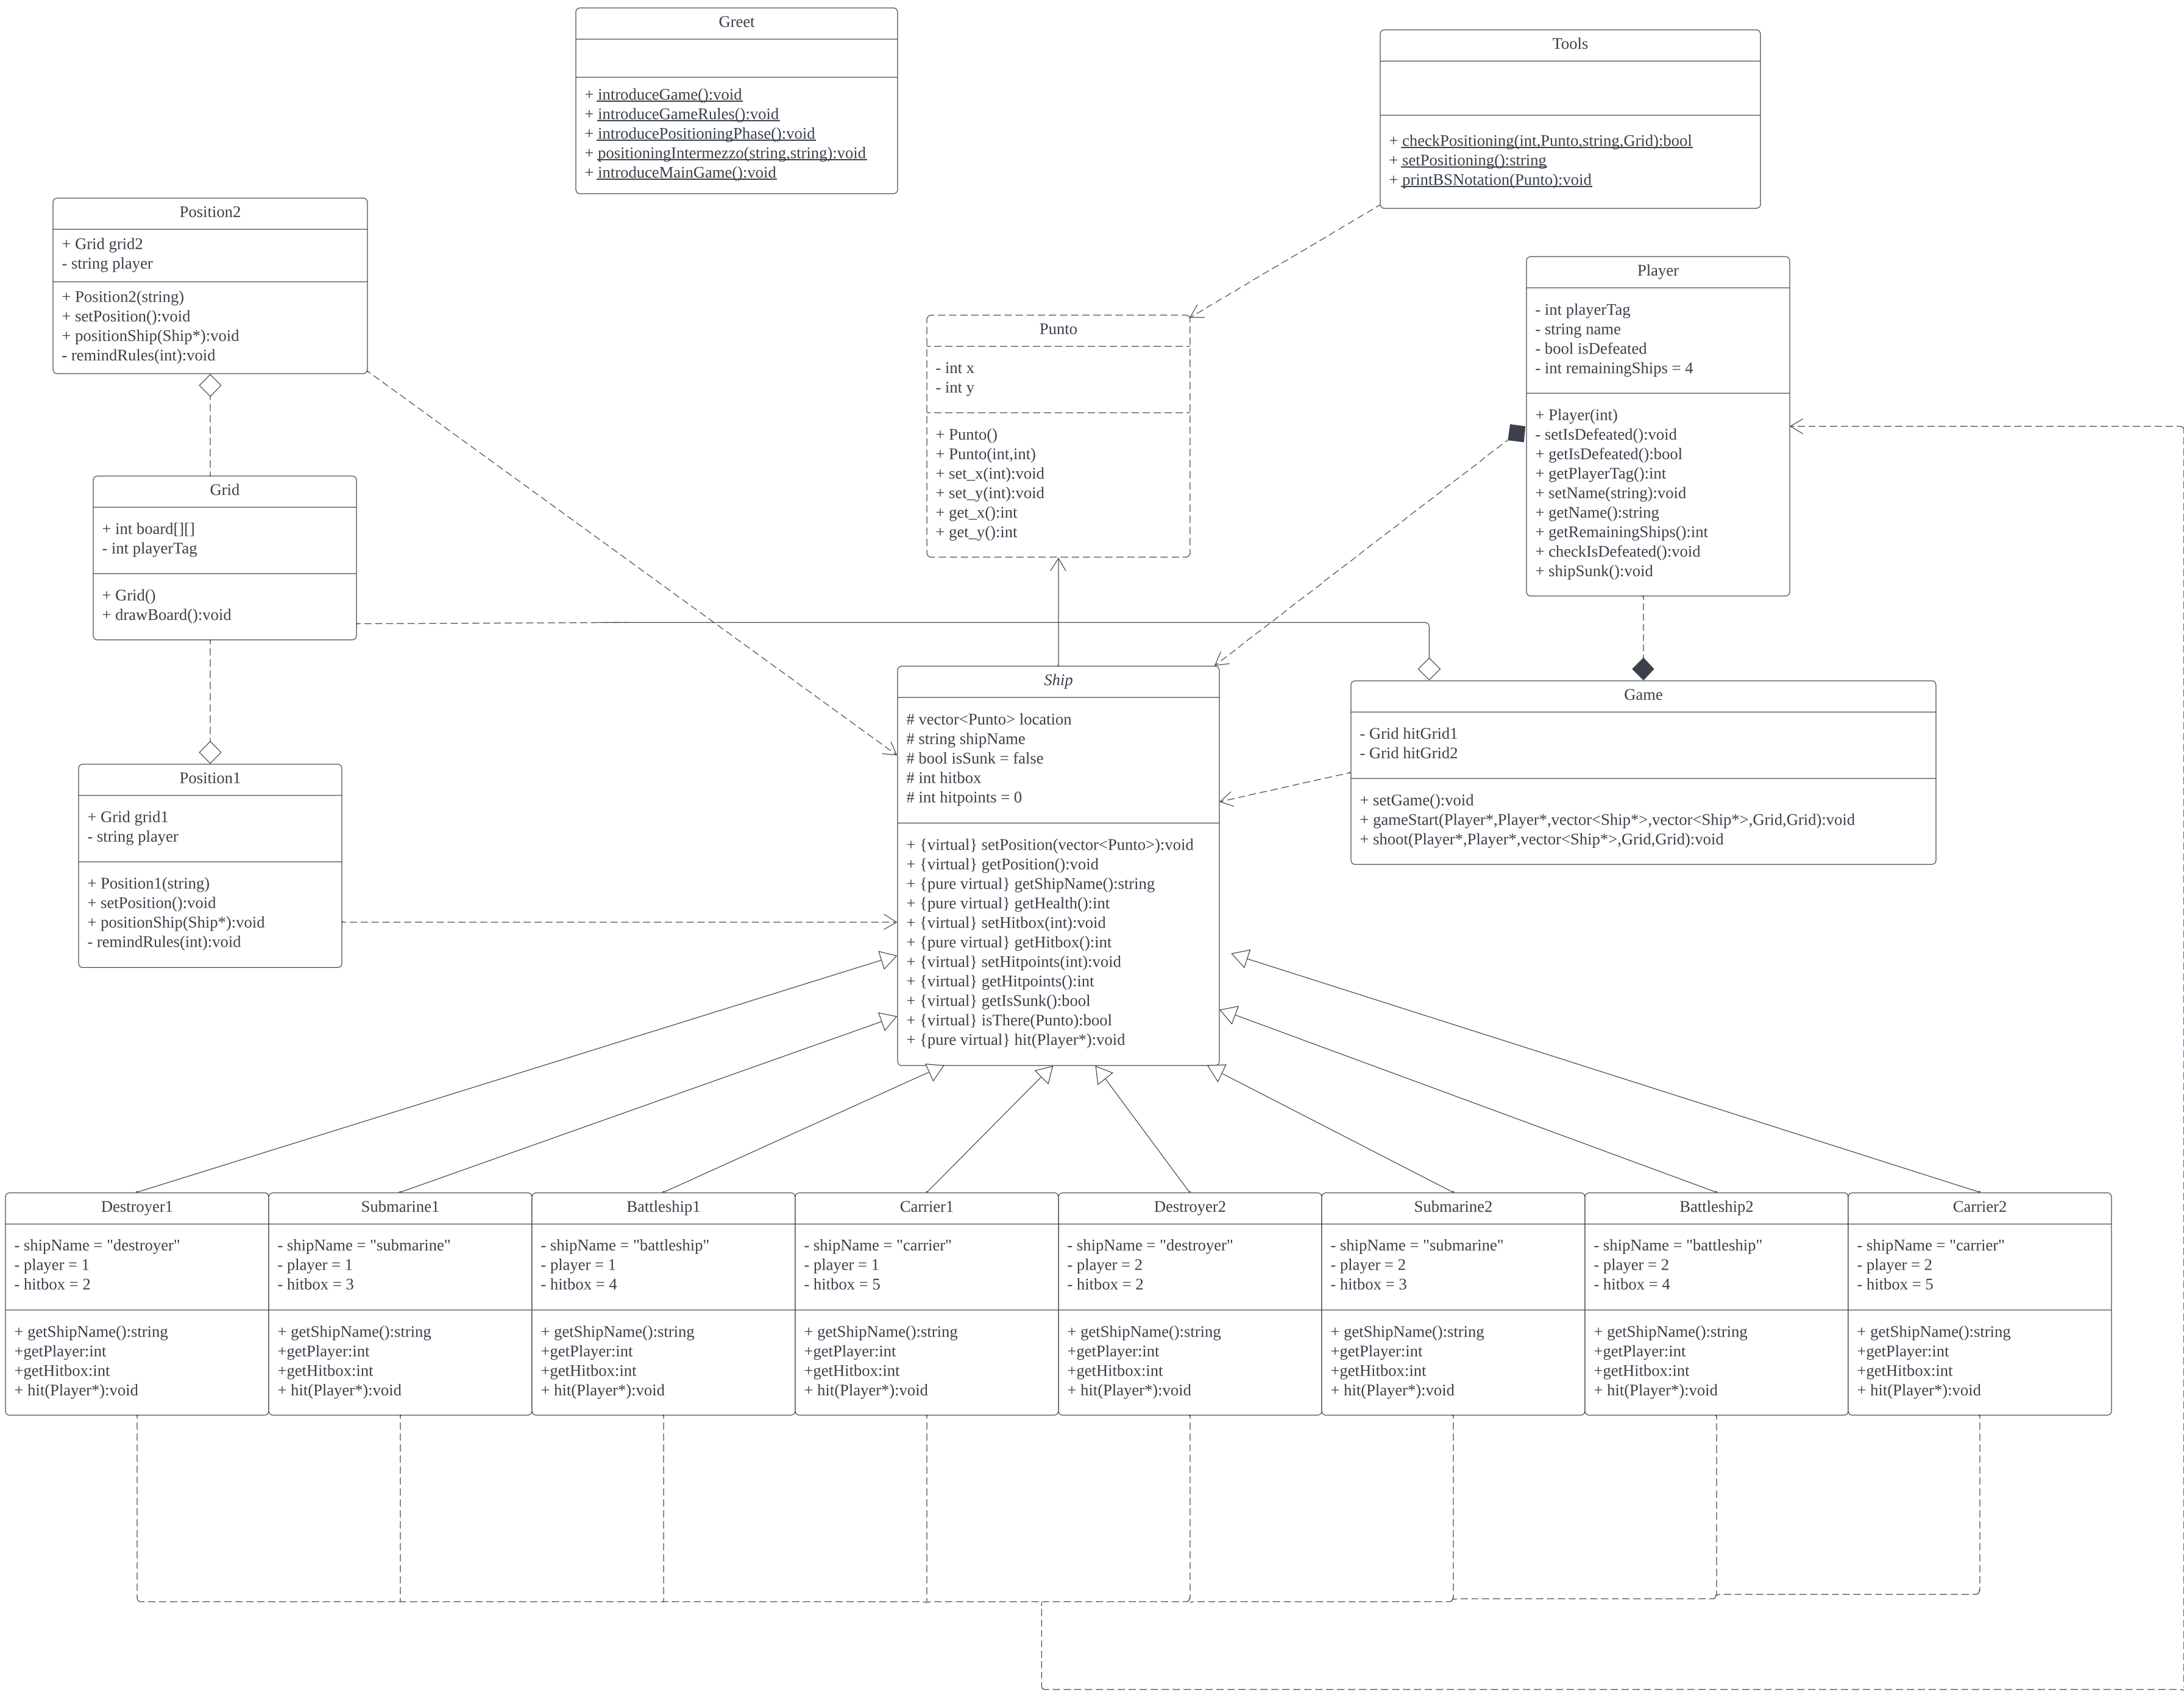 Greet
+ introduceGame():void
+ introduceGameRules():void
+ introducePositioningPhase():void
+ positioningIntermezzo(string,string):void
+ introduceMainGame():void
Tools
+ checkPositioning(int,Punto,string,Grid):bool
+ setPositioning():string
+ printBSNotation(Punto):void
Position2
+ Grid grid2
- string player
+ Position2(string)
+ setPosition():void
+ positionShip(Ship*):void
- remindRules(int):void
Punto
- int x
- int y
+ Punto()
+ Punto(int,int)
+ set_x(int):void
+ set_y(int):void
+ get_x():int
+ get_y():int
Player
- int playerTag
- string name
- bool isDefeated
- int remainingShips = 4
+ Player(int)
- setIsDefeated():void
+ getIsDefeated():bool
+ getPlayerTag():int
+ setName(string):void
+ getName():string
+ getRemainingShips():int
+ checkIsDefeated():void
+ shipSunk():void
Grid
+ int board[][]
- int playerTag
+ Grid()
+ drawBoard():void
Position1
+ Grid grid1
- string player
+ Position1(string)
+ setPosition():void
+ positionShip(Ship*):void
- remindRules(int):void
Ship
# vector<Punto> location
# string shipName
# bool isSunk = false
# int hitbox
# int hitpoints = 0
+ {virtual} setPosition(vector<Punto>):void
+ {virtual} getPosition():void
+ {pure virtual} getShipName():string
+ {pure virtual} getHealth():int
+ {virtual} setHitbox(int):void
+ {pure virtual} getHitbox():int
+ {virtual} setHitpoints(int):void
+ {virtual} getHitpoints():int
+ {virtual} getIsSunk():bool
+ {virtual} isThere(Punto):bool
+ {pure virtual} hit(Player*):void
Game
- Grid hitGrid1
- Grid hitGrid2
+ setGame():void
+ gameStart(Player*,Player*,vector<Ship*>,vector<Ship*>,Grid,Grid):void
+ shoot(Player*,Player*,vector<Ship*>,Grid,Grid):void
Destroyer1
- shipName = "destroyer"
- player = 1
- hitbox = 2
+ getShipName():string
+getPlayer:int
+getHitbox:int
+ hit(Player*):void
Submarine1
- shipName = "submarine"
- player = 1
- hitbox = 3
+ getShipName():string
+getPlayer:int
+getHitbox:int
+ hit(Player*):void
Battleship1
- shipName = "battleship"
- player = 1
- hitbox = 4
+ getShipName():string
+getPlayer:int
+getHitbox:int
+ hit(Player*):void
Carrier1
- shipName = "carrier"
- player = 1
- hitbox = 5
+ getShipName():string
+getPlayer:int
+getHitbox:int
+ hit(Player*):void
Destroyer2
- shipName = "destroyer"
- player = 2
- hitbox = 2
+ getShipName():string
+getPlayer:int
+getHitbox:int
+ hit(Player*):void
Submarine2
- shipName = "submarine"
- player = 2
- hitbox = 3
+ getShipName():string
+getPlayer:int
+getHitbox:int
+ hit(Player*):void
Battleship2
- shipName = "battleship"
- player = 2
- hitbox = 4
+ getShipName():string
+getPlayer:int
+getHitbox:int
+ hit(Player*):void
Carrier2
- shipName = "carrier"
- player = 2
- hitbox = 5
+ getShipName():string
+getPlayer:int
+getHitbox:int
+ hit(Player*):void